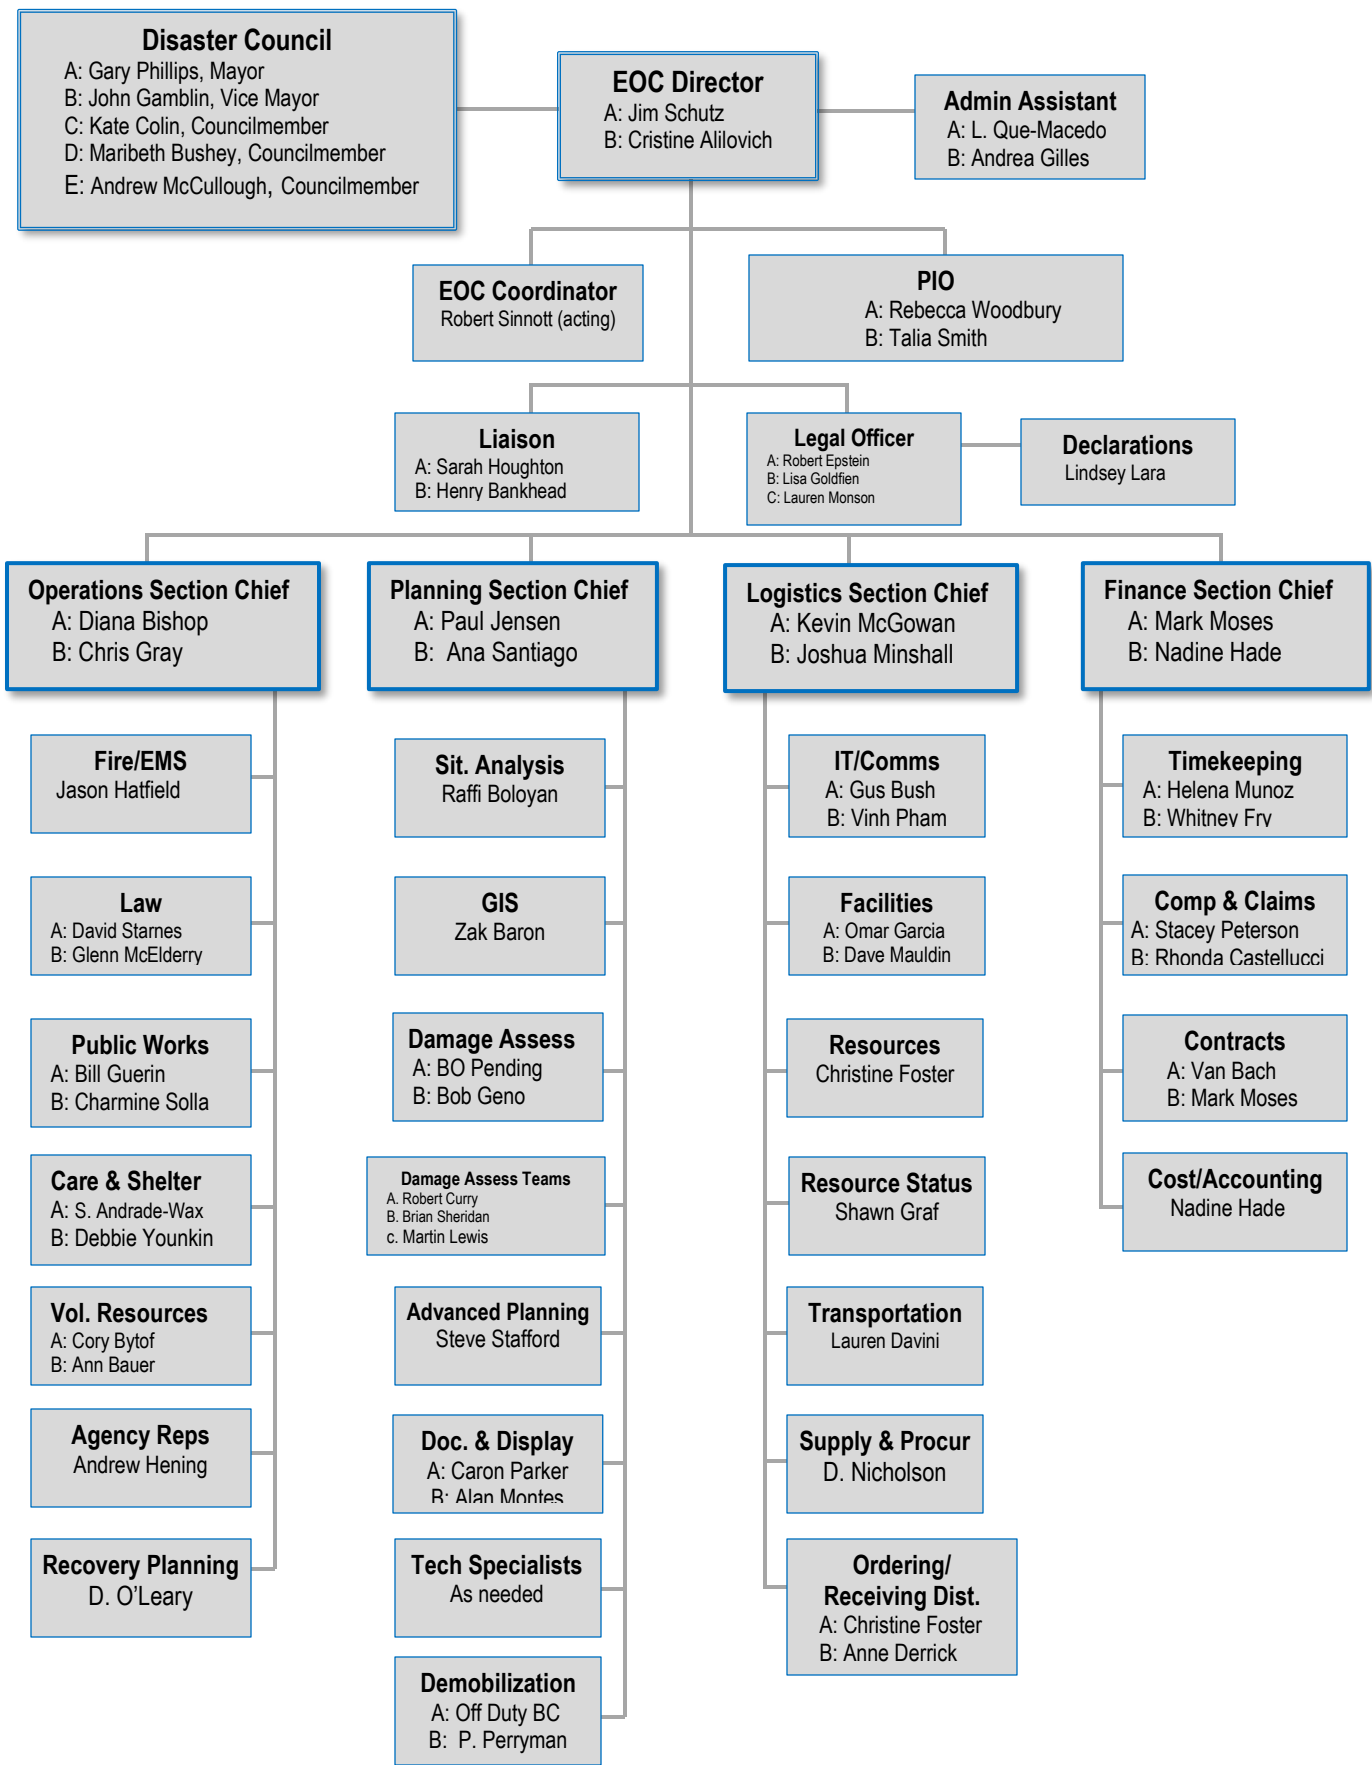 Disaster Council
A: Gary Phillips, Mayor
B: John Gamblin, Vice Mayor
C: Kate Colin, Councilmember
D: Maribeth Bushey, Councilmember
E: Andrew McCullough, Councilmember
EOC Director
A: Jim Schutz
B: Cristine Alilovich
Admin Assistant
A: L. Que-Macedo
B: Andrea Gilles
EOC Coordinator
Robert Sinnott (acting)
PIO
A: Rebecca Woodbury
B: Talia Smith
Liaison
A: Sarah Houghton
B: Henry Bankhead
Legal Officer
A: Robert Epstein
B: Lisa Goldfien
C: Lauren Monson
Declarations
Lindsey Lara
Operations Section Chief
A: Diana Bishop
B: Chris Gray
Planning Section Chief
A: Paul Jensen
B: Ana Santiago
Logistics Section Chief
A: Kevin McGowan
B: Joshua Minshall
Finance Section Chief
A: Mark Moses
B: Nadine Hade
Fire/EMS
Jason Hatfield
Law
A: David Starnes
B: Glenn McElderry
Public Works
A: Bill Guerin
B: Charmine Solla
Care & Shelter
A: S. Andrade-Wax
B: Debbie Younkin
Vol. Resources
A: Cory Bytof
B: Ann Bauer
Agency Reps
Andrew Hening
Recovery Planning
D. O'Leary
Sit. Analysis
Raffi Boloyan
GIS
Zak Baron
Damage Assess
A: BO Pending
B: Bob Geno
Damage Assess Teams
A. Robert Curry
B. Brian Sheridan
c. Martin Lewis
Advanced Planning
Steve Stafford
Doc. & Display
A: Caron Parker
B: Alan Montes
Tech Specialists
As needed
Demobilization
A: Off Duty BC
B: P. Perryman
IT/Comms
A: Gus Bush
B: Vinh Pham
Facilities
A: Omar Garcia
B: Dave Mauldin
Resources
Christine Foster
Resource Status
Shawn Graf
Transportation
Lauren Davini
Supply & Procur
D. Nicholson
Ordering/
Receiving Dist.
A: Christine Foster
B: Anne Derrick
Timekeeping
A: Helena Munoz
B: Whitney Fry
Comp & Claims
A: Stacey Peterson
B: Rhonda Castellucci
Contracts
A: Van Bach
B: Mark Moses
Cost/Accounting
Nadine Hade